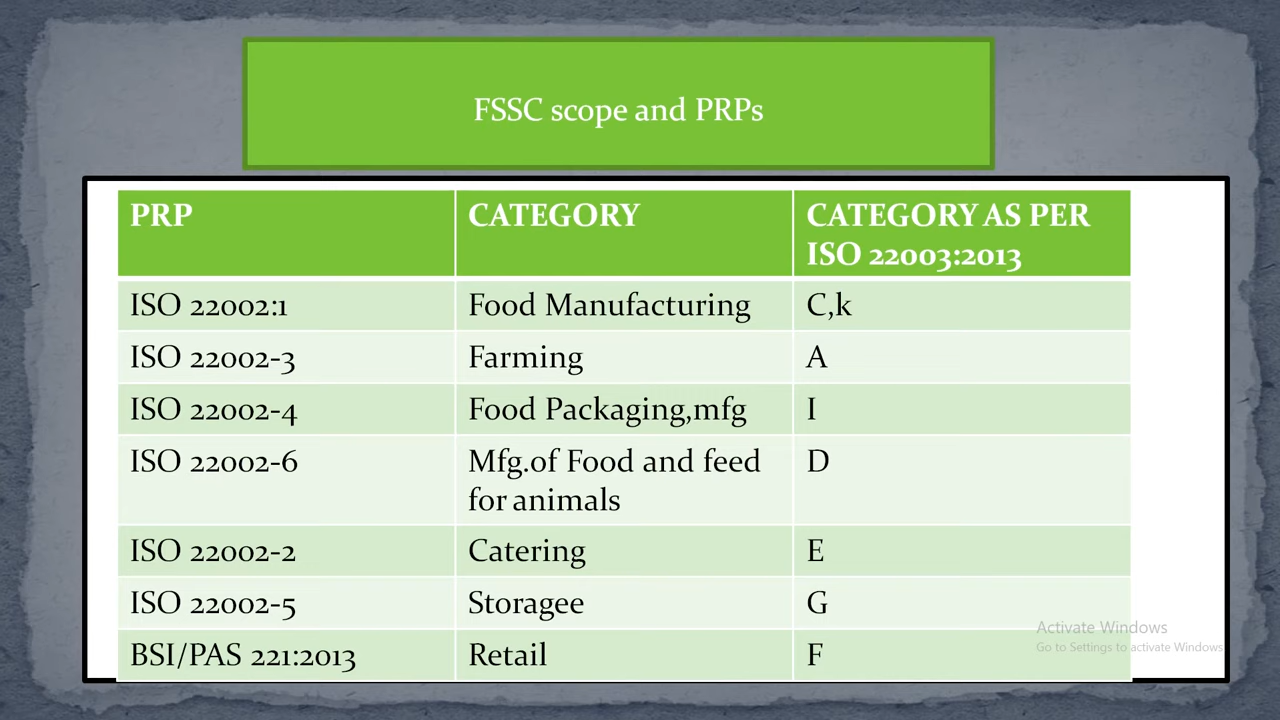 FSSC scope and PRPs
PRP CATEGORY CATEGORY AS PER
ISO 22003:2013
ISO 22002:1 Food Manufacturing C,k
ISO 22002-3 Farming A
ISO 22002-4 Food Packaging,mfg I
ISO 22002-6 Mfg.of Food and feed D
for animals
ISO 22002-2 Catering E
ISO 22002-5 Storagee G
BSI/PAS 221:2013 Retail F
Activate Windows
Go to Settings to activate Windows